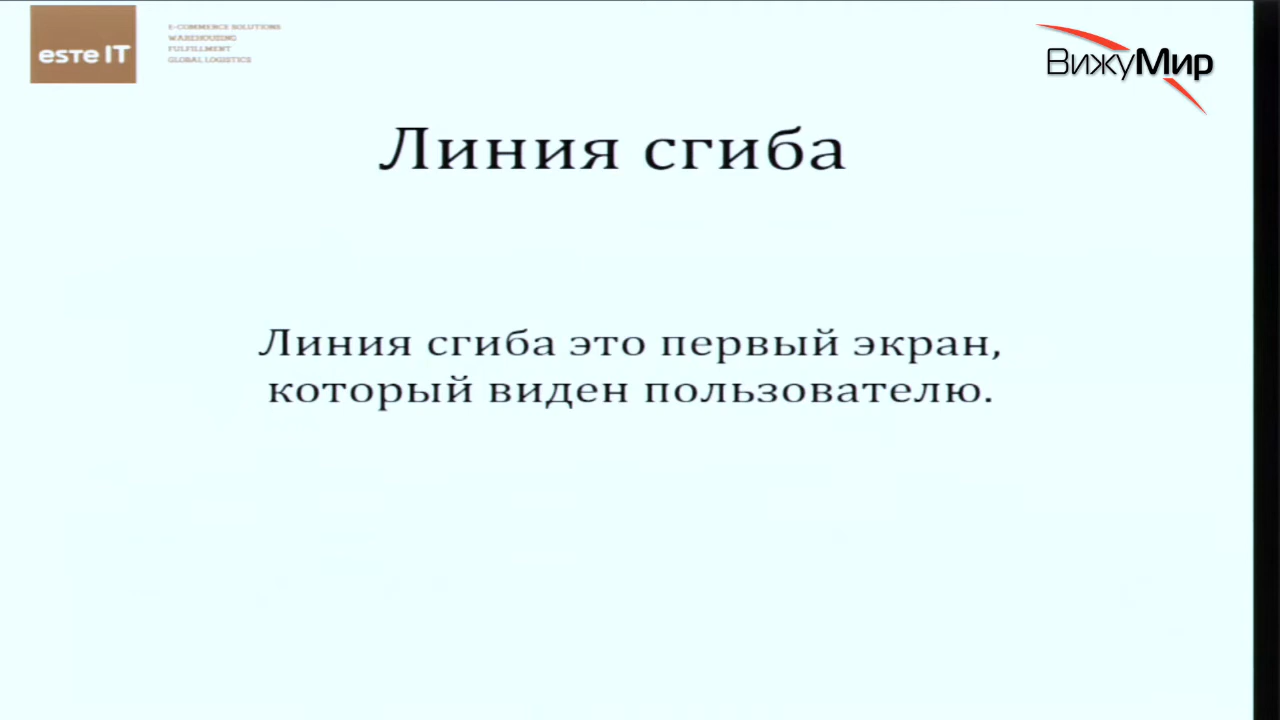 este IT
E-COMMERCE SOLUTIONS
WAREHOUSING
FULFILLMENT
GLOBAL LOGISTICS
ВижуМир
Линия сгиба
Линия сгиба это первый экран,
который виден пользователю.